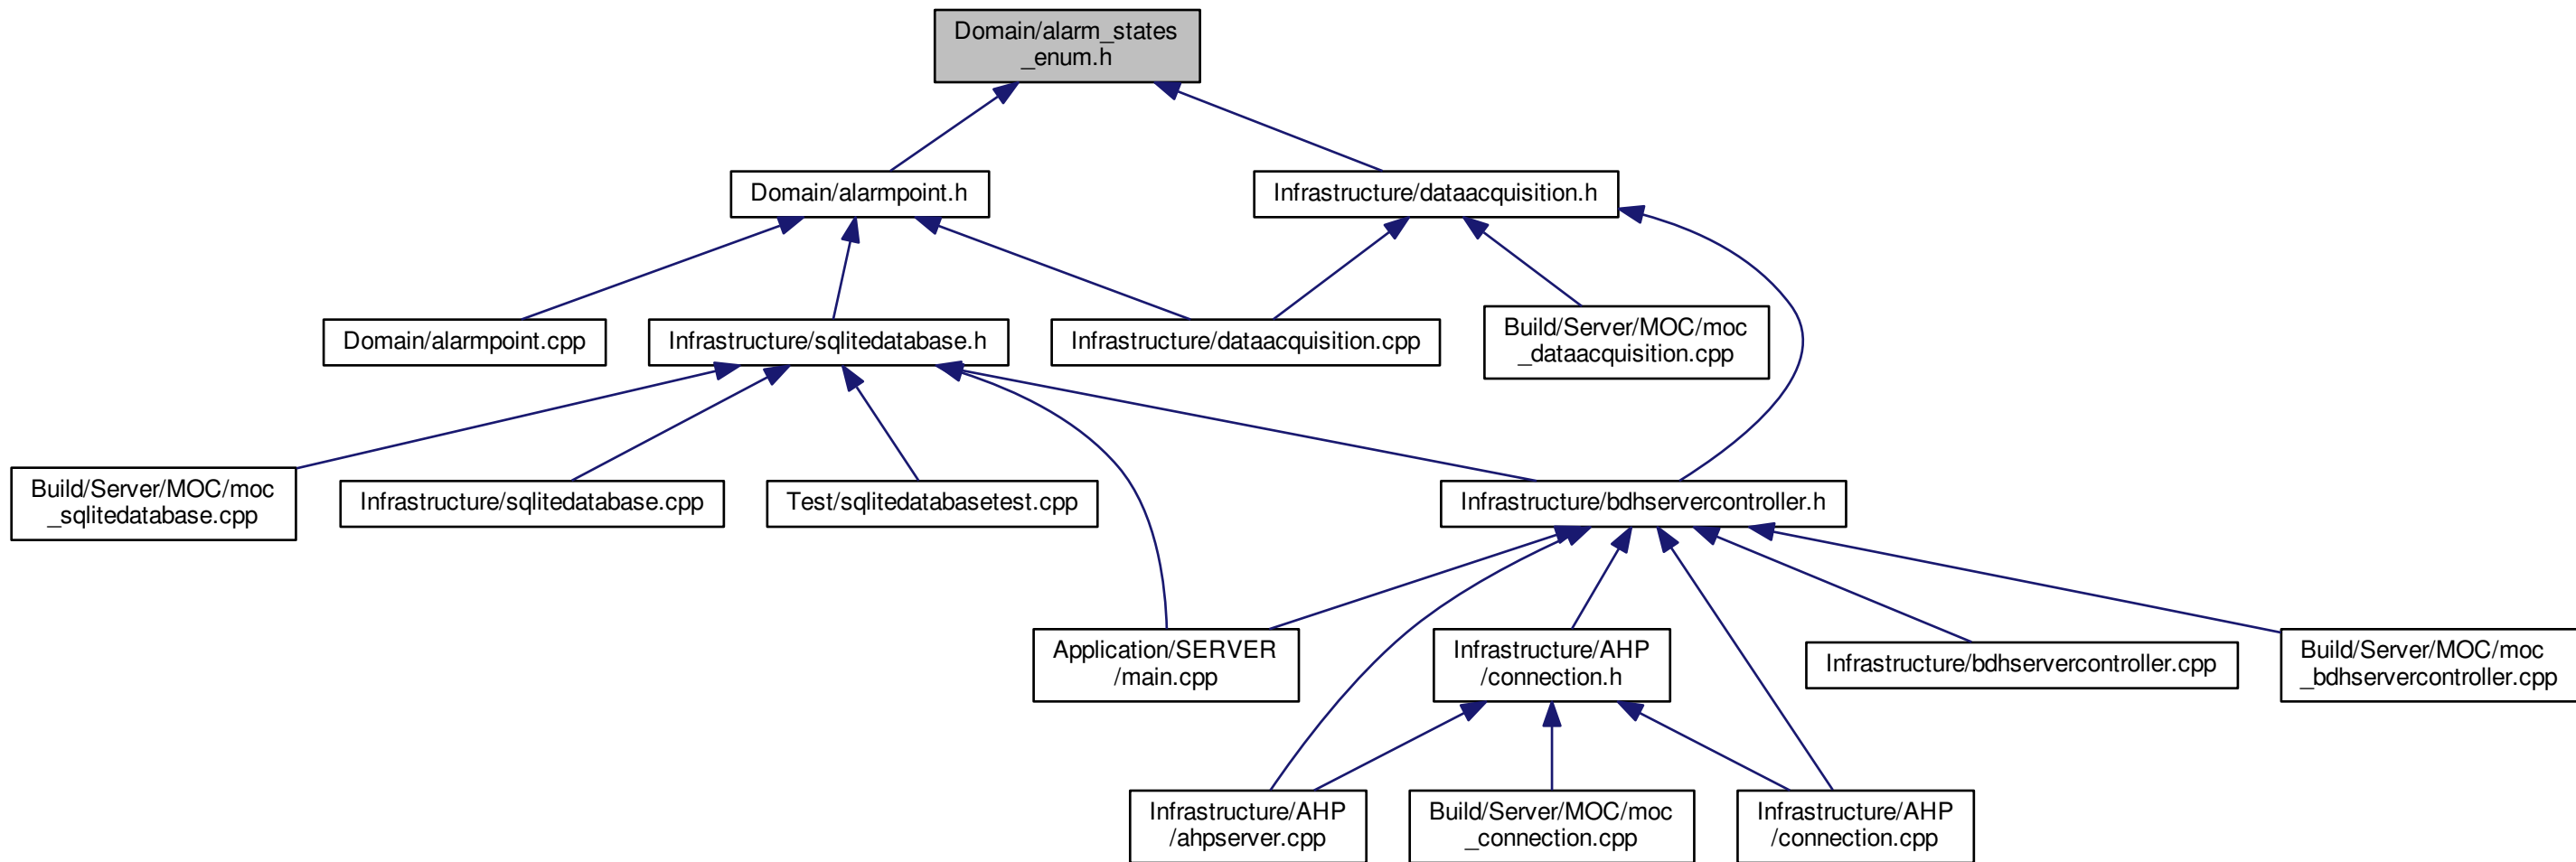 Domain/alarm_states
_enum.h
Domain/alarmpoint.h
Infrastructure/dataacquisition.h
Domain/alarmpoint.cpp
Infrastructure/sqlitedatabase.h
Infrastructure/dataacquisition.cpp
Build/Server/MOC/moc
_dataacquisition.cpp
Build/Server/MOC/moc
_sqlitedatabase.cpp
Infrastructure/sqlitedatabase.cpp
Test/sqlitedatabasetest.cpp
Infrastructure/bdhservercontroller.h
Application/SERVER
/main.cpp
Infrastructure/AHP
/connection.h
Infrastructure/bdhservercontroller.cpp
Build/Server/MOC/moc
_bdhservercontroller.cpp
Infrastructure/AHP
/ahpserver.cpp
Build/Server/MOC/moc
_connection.cpp
Infrastructure/AHP
/connection.cpp